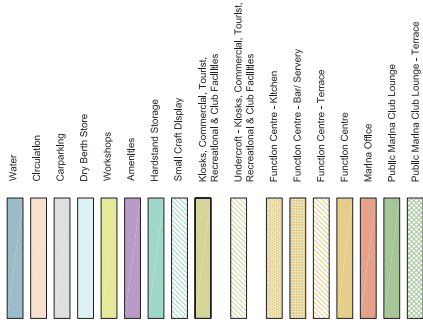 Water
Circulation
Carparking
Dry Berth Store
Workshops
Amenities
Hardstand Storage
Small Craft Display
Kiosks, Commercial, Tourist,
Recreational & Club Facilities
Undercroft - Kiosks, Commercial, Tourist,
Recreational & Club Facilities
Function Centre - Kitchen
Function Centre - Bar/ Servery
Function Centre - Terrace
Function Centre
Marina Office
Public Marina Club Lounge
Public Marina Club Lounge - Terrace